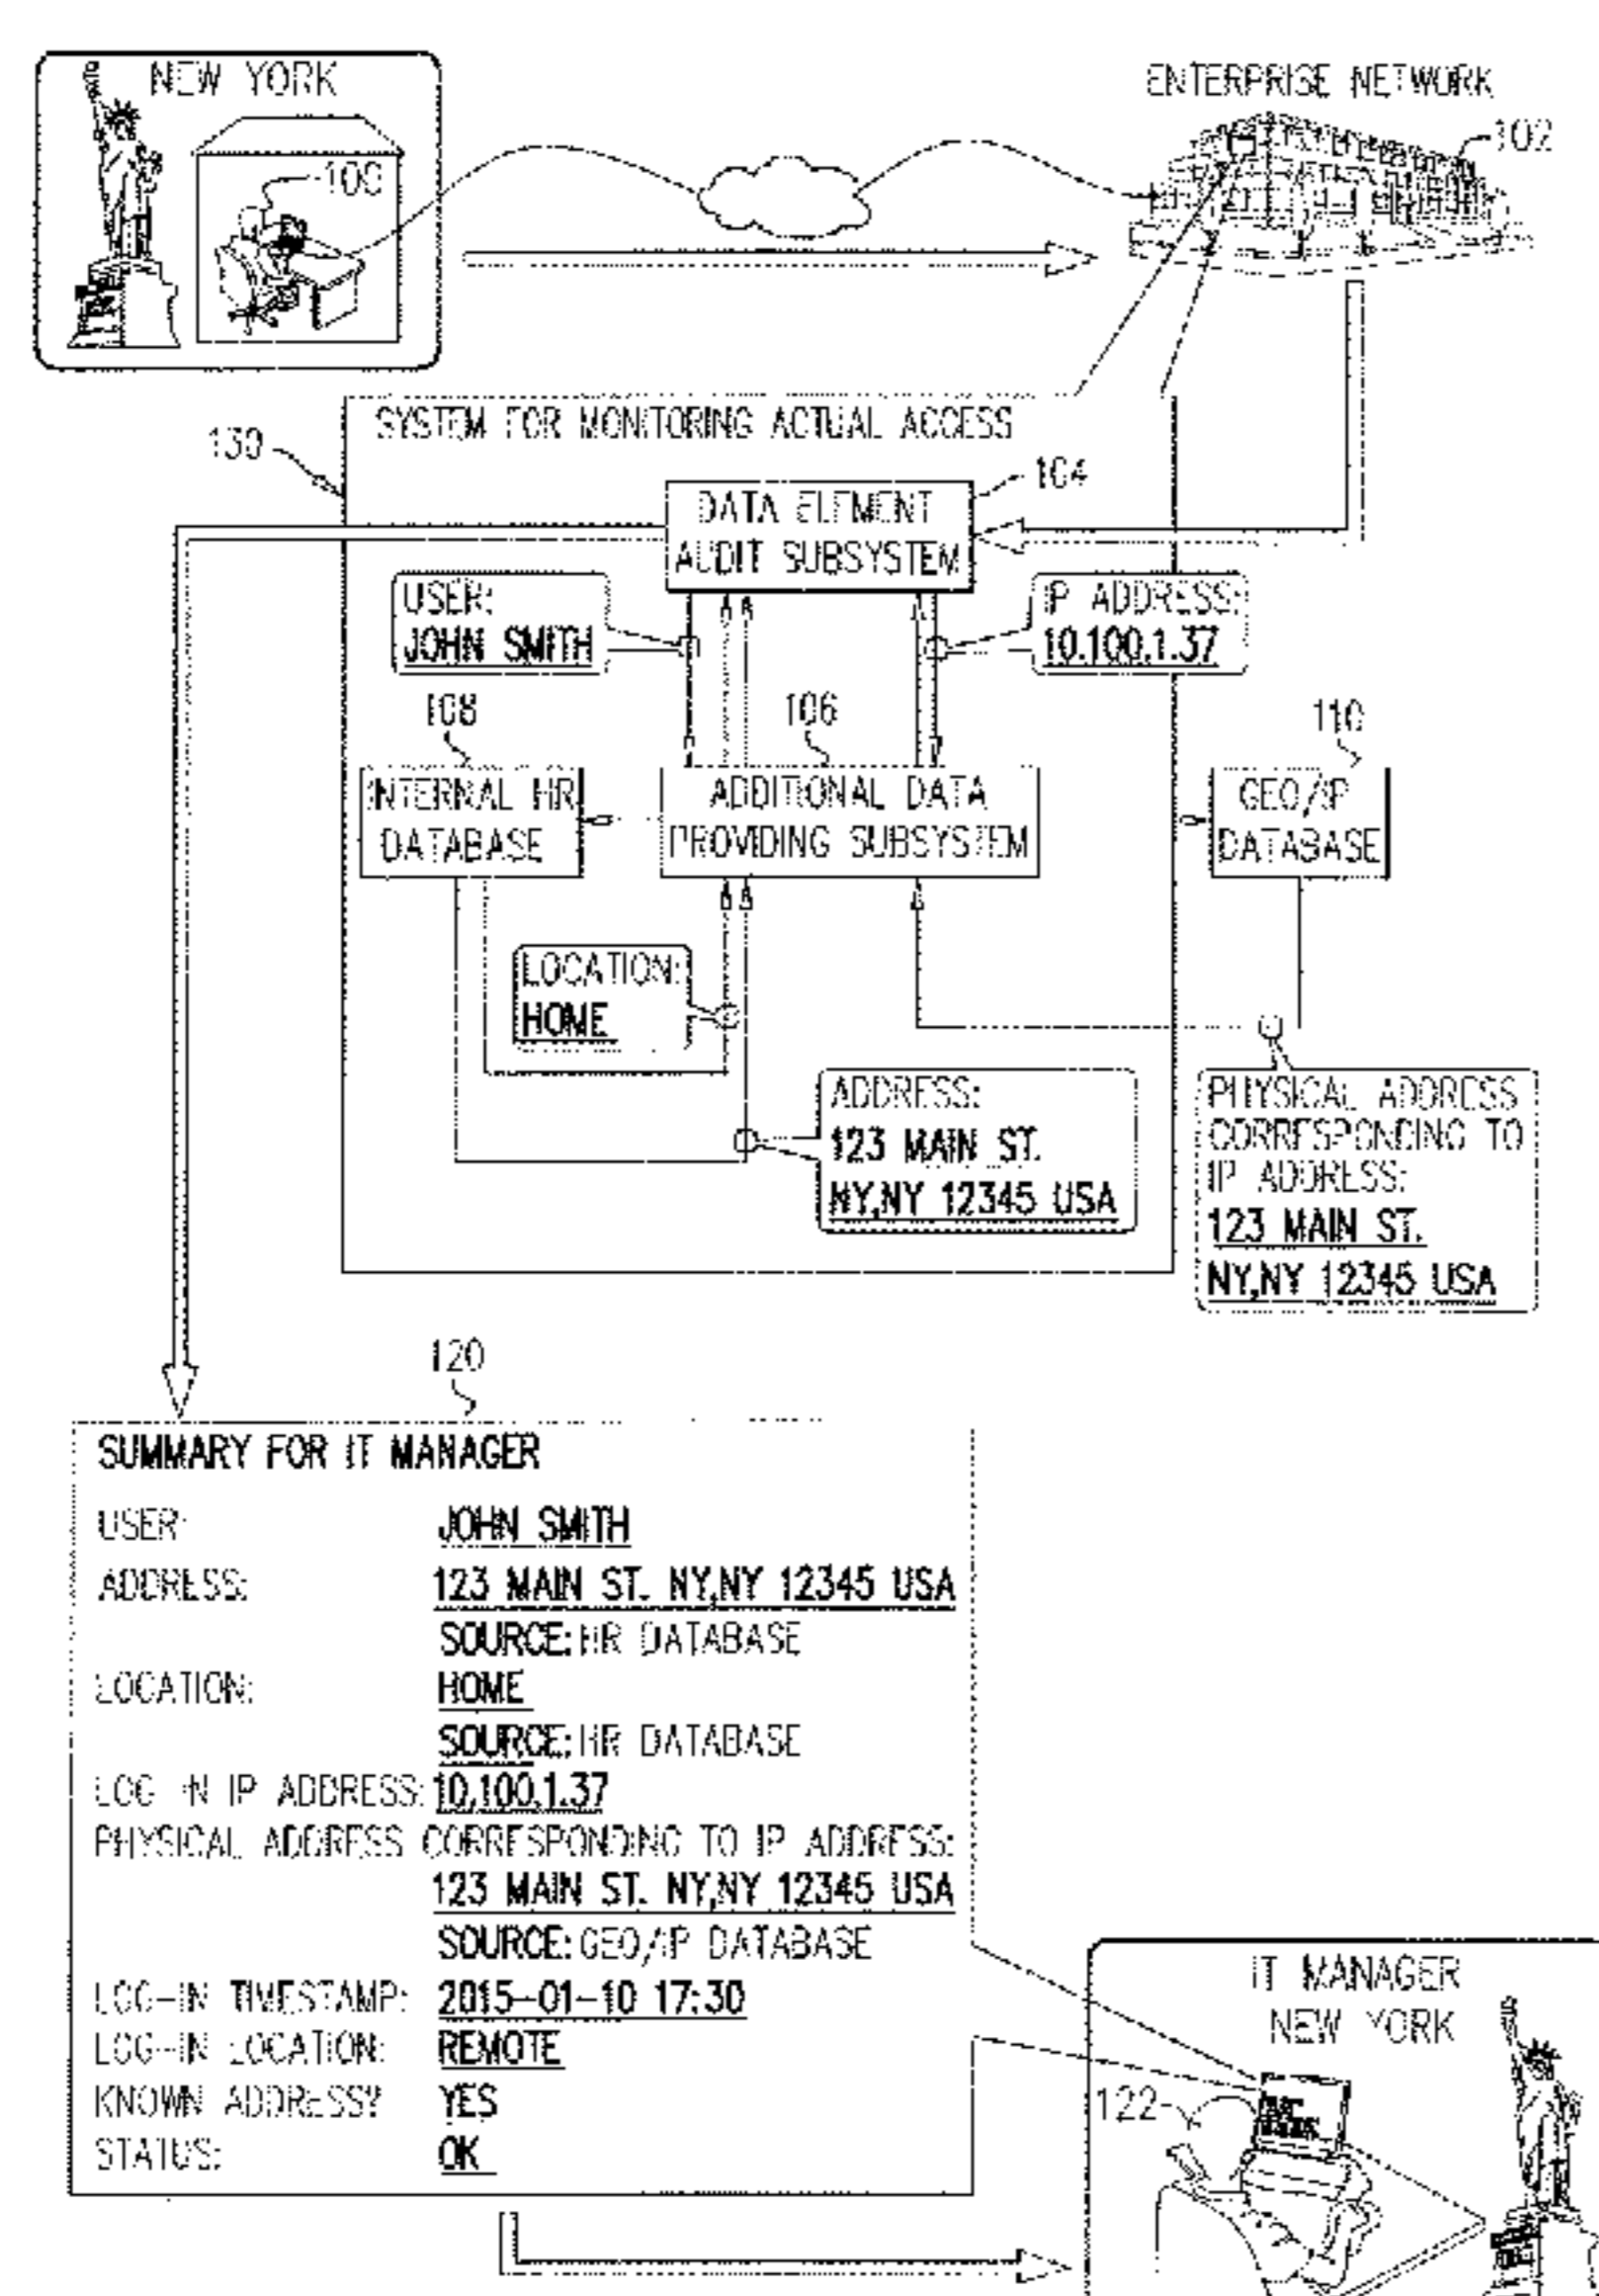 NEW YORK
100
ENTERPRISE NETWORK
102
SYSTEM FOR MONITORING ACTUAL ACCESS
130
104
DATA ELEMENT
AUDIT SUBSYSTEM
USER:
JOHN SMITH
IP ADDRESS:
10.100.1.37
108
106
110
INTERNAL HR
DATABASE
ADDITIONAL DATA
PROVIDING SUBSYSTEM
GEO/IP
DATABASE
LOCATION:
HOME
ADDRESS:
123 MAIN ST.
NY,NY 12345 USA
PHYSICAL ADDRESS
CORRESPONDING TO
IP ADDRESS:
123 MAIN ST.
NY,NY 12345 USA
120
SUMMARY FOR IT MANAGER
USER: JOHN SMITH
ADDRESS: 123 MAIN ST. NY,NY 12345 USA
SOURCE: HR DATABASE
LOCATION: HOME
SOURCE: HR DATABASE
LOG-IN IP ADDRESS: 10.100.1.37
PHYSICAL ADDRESS CORRESPONDING TO IP ADDRESS:
123 MAIN ST. NY,NY 12345 USA
SOURCE: GEO/IP DATABASE
LOG-IN TIMESTAMP: 2015-01-10 17:30
LOG-IN LOCATION: REMOTE
KNOWN ADDRESS? YES
STATUS: OK
IT MANAGER
NEW YORK
122